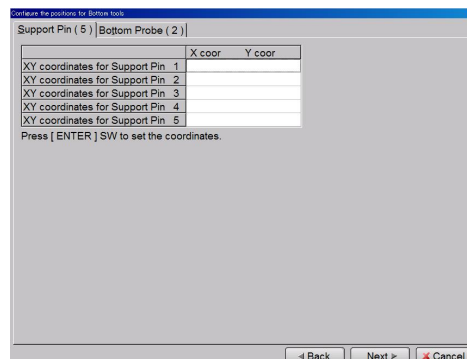 Configure the positions for Bottom tools
Support Pin ( 5 ) Bottom Probe ( 2 )
X coor Y coor
XY coordinates for Support Pin 1
XY coordinates for Support Pin 2
XY coordinates for Support Pin 3
XY coordinates for Support Pin 4
XY coordinates for Support Pin 5
Press [ ENTER ] SW to set the coordinates.
Back Next Cancel